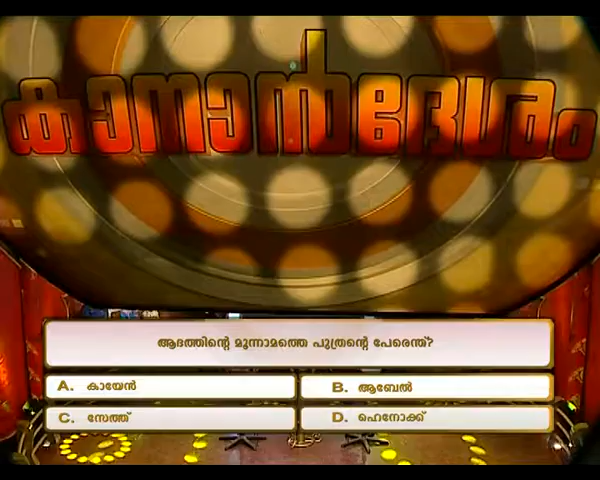 കാനാൻദേശം
ആദത്തിന്റെ മൂന്നാമത്തെ പുത്രന്റെ പേരെന്ത്?
A. കായേൻ
B. ആബേൽ
C. സേത്ത്
D. ഹെനോക്ക്